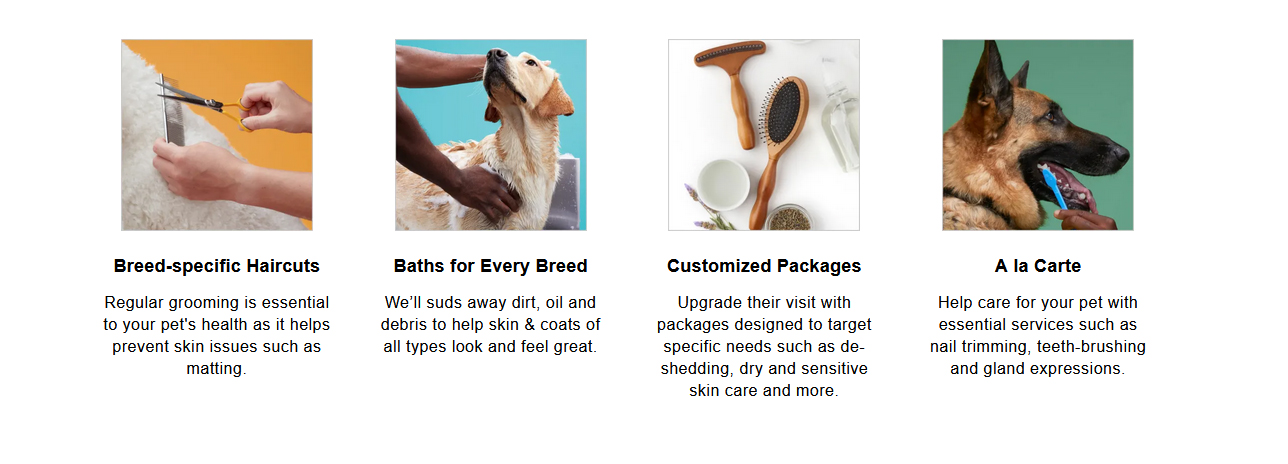 Breed-specific Haircuts
Regular grooming is essential
to your pet's health as it helps
prevent skin issues such as
matting.
Baths for Every Breed
We’ll suds away dirt, oil and
debris to help skin & coats of
all types look and feel great.
Customized Packages
Upgrade their visit with
packages designed to target
specific needs such as de-
shedding, dry and sensitive
skin care and more.
A la Carte
Help care for your pet with
essential services such as
nail trimming, teeth-brushing
and gland expressions.